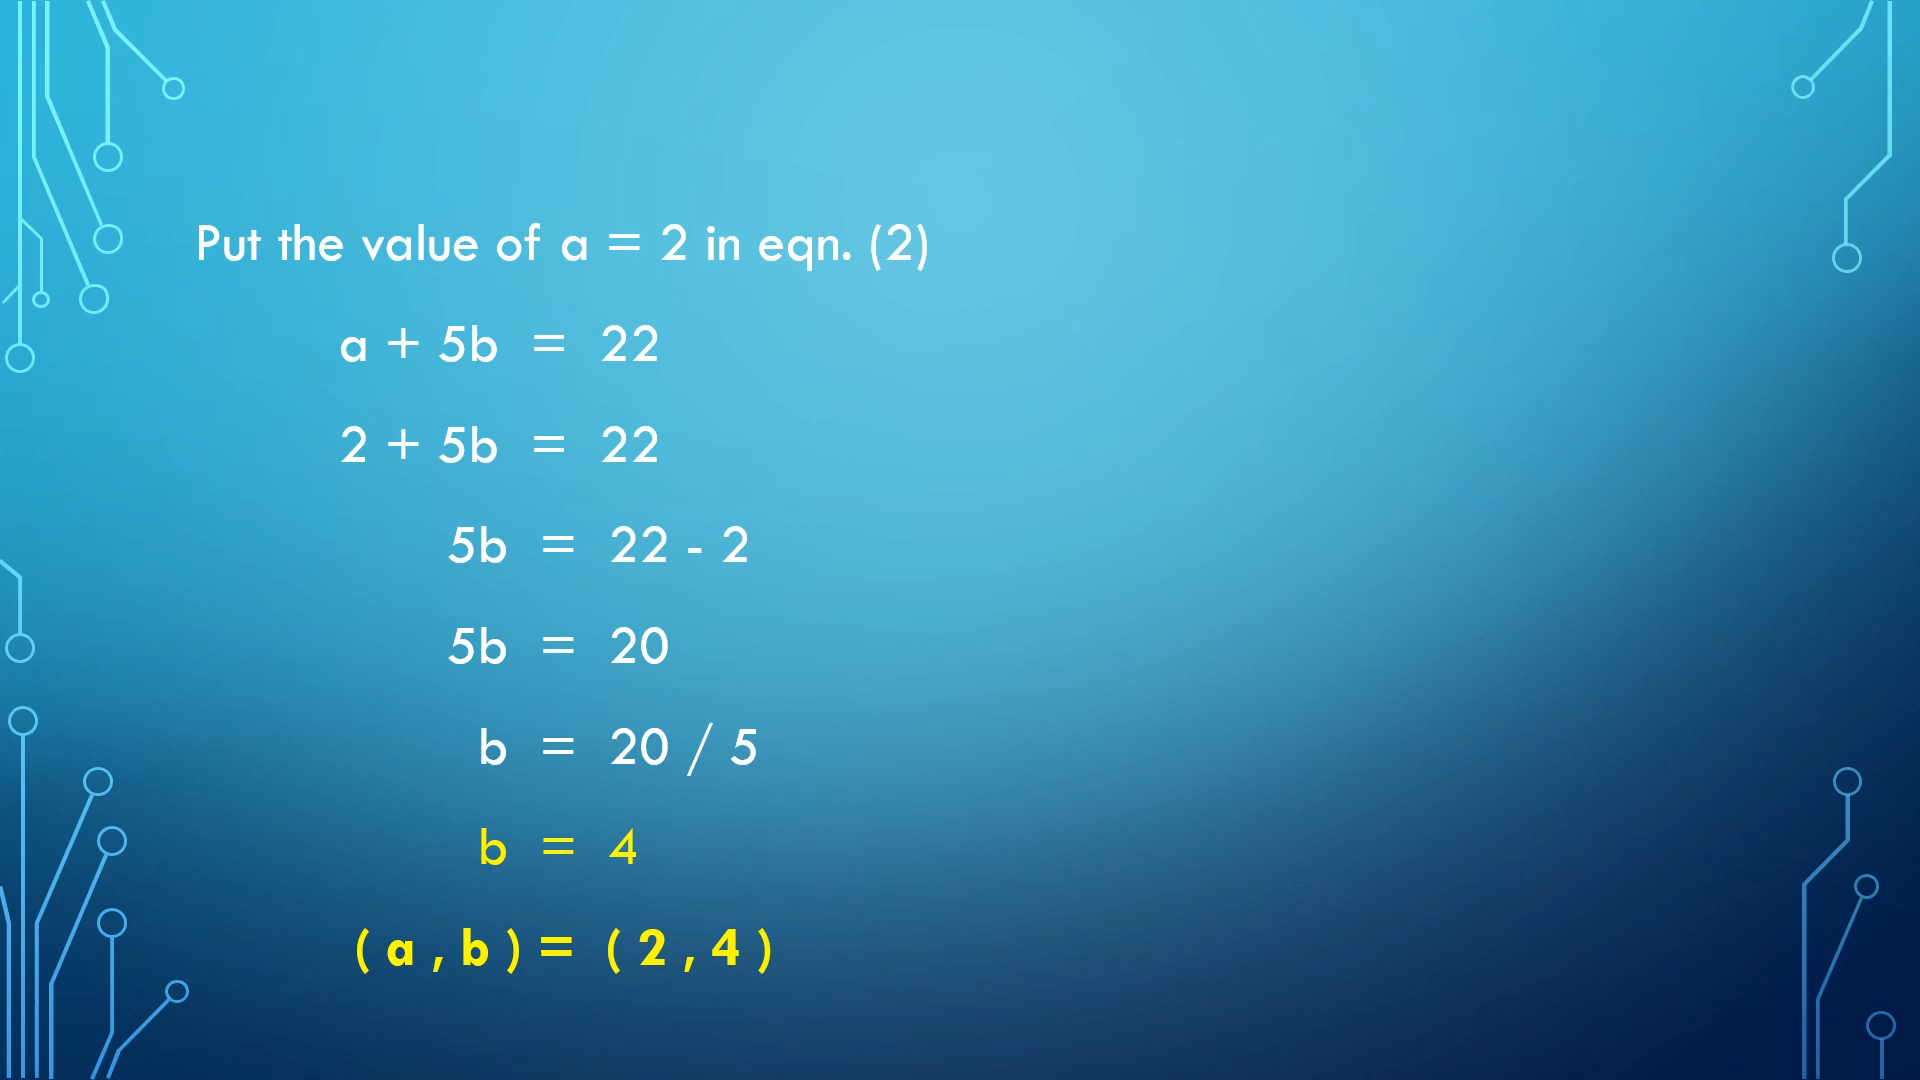 Put the value of a = 2 in eqn. (2)
a + 5b = 22
2 + 5b = 22
5b = 22 - 2
5b = 20
b = 20 / 5
b = 4
( a , b ) = ( 2 , 4 )